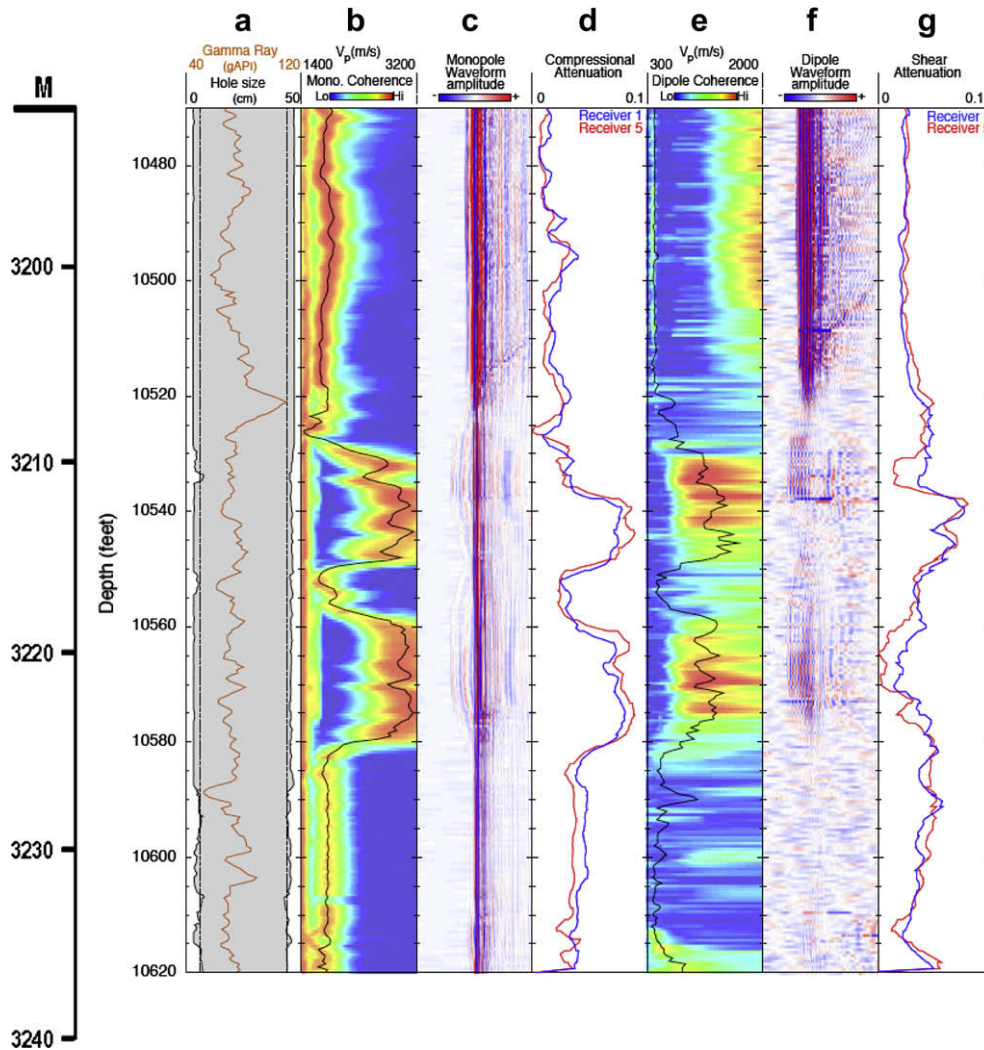 a b c d e f g
M
Gamma Ray
(gAPI)
40 120
Hole size
(cm)
0 50
Vp(m/s)
1400 3200
Mono. Coherence
Lo Hi
Monopole
Waveform
amplitude
- +
Compressional
Attenuation
0 0.1
Receiver 1
Receiver 5
Vp(m/s)
300 2000
Dipole Coherence
Lo Hi
Dipole
Waveform
amplitude
- +
Shear
Attenuation
0 0.1
Receiver
Receiver
Depth (feet)
10480
10500
10520
10540
10560
10580
10600
10620
3200
3210
3220
3230
3240